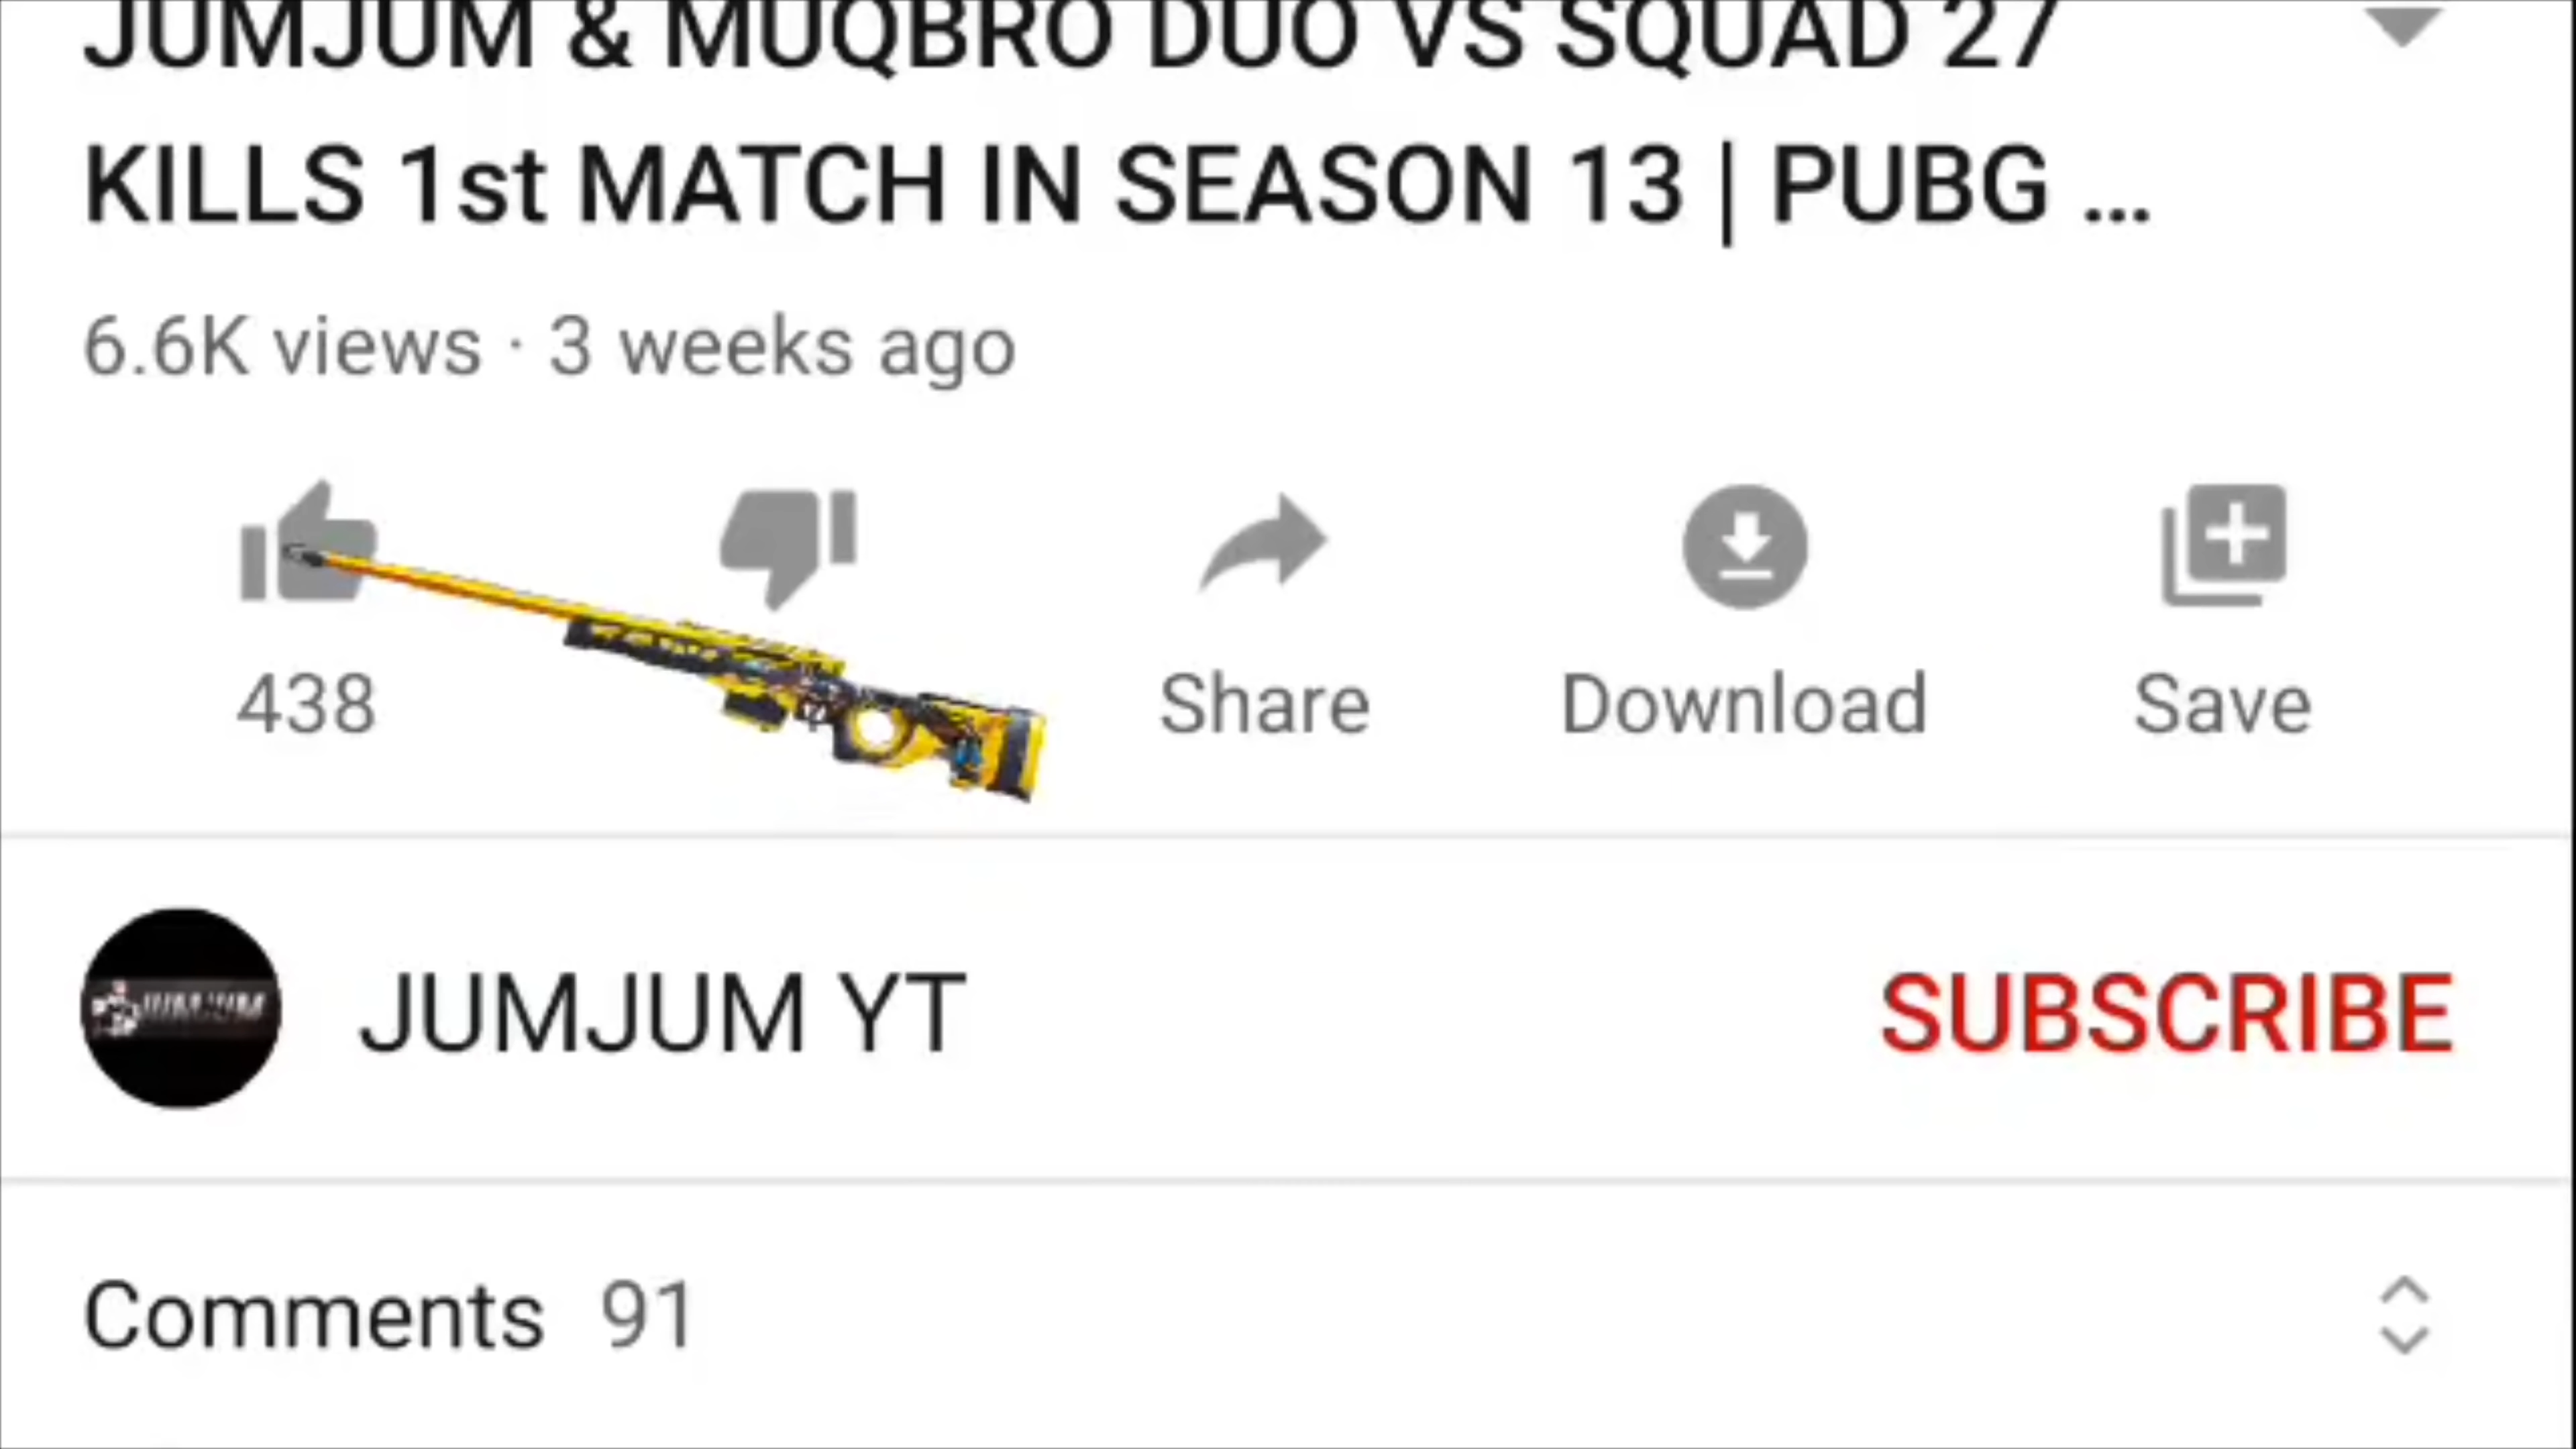 JUMJUM & MUQBRO DUO VS SQUAD 27
KILLS 1st MATCH IN SEASON 13 | PUBG ...
6.6K views · 3 weeks ago
438
Share
Download
Save
JUMJUM YT
SUBSCRIBE
Comments 91